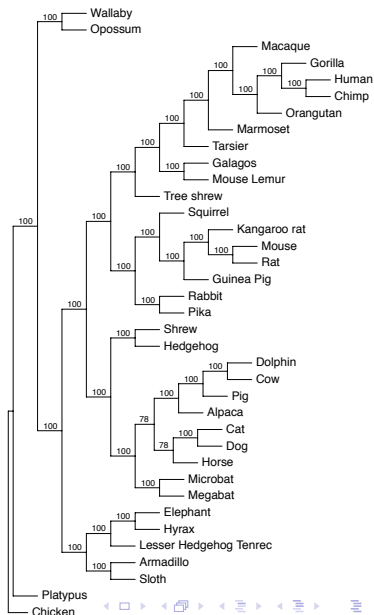 100 Wallaby
Opossum
Macaque
100
Gorilla
100
100 Human
100
100 Chimp
100
Orangutan
100
Marmoset
100
Tarsier
100
Galagos
100
Mouse Lemur
Tree shrew
100
Squirrel
100
Kangaroo rat
100
100 Mouse
100
100 Rat
100
Guinea Pig
100
Rabbit
100
Pika
100
100
Shrew
100
Hedgehog
Dolphin
100
100 Cow
100
Pig
100
Alpaca
78
Cat
100
Dog
78
Horse
100
Microbat
100
Megabat
100
Elephant
100
Hyrax
100
Lesser Hedgehog Tenrec
100
Armadillo
100
Sloth
Platypus
Chicken